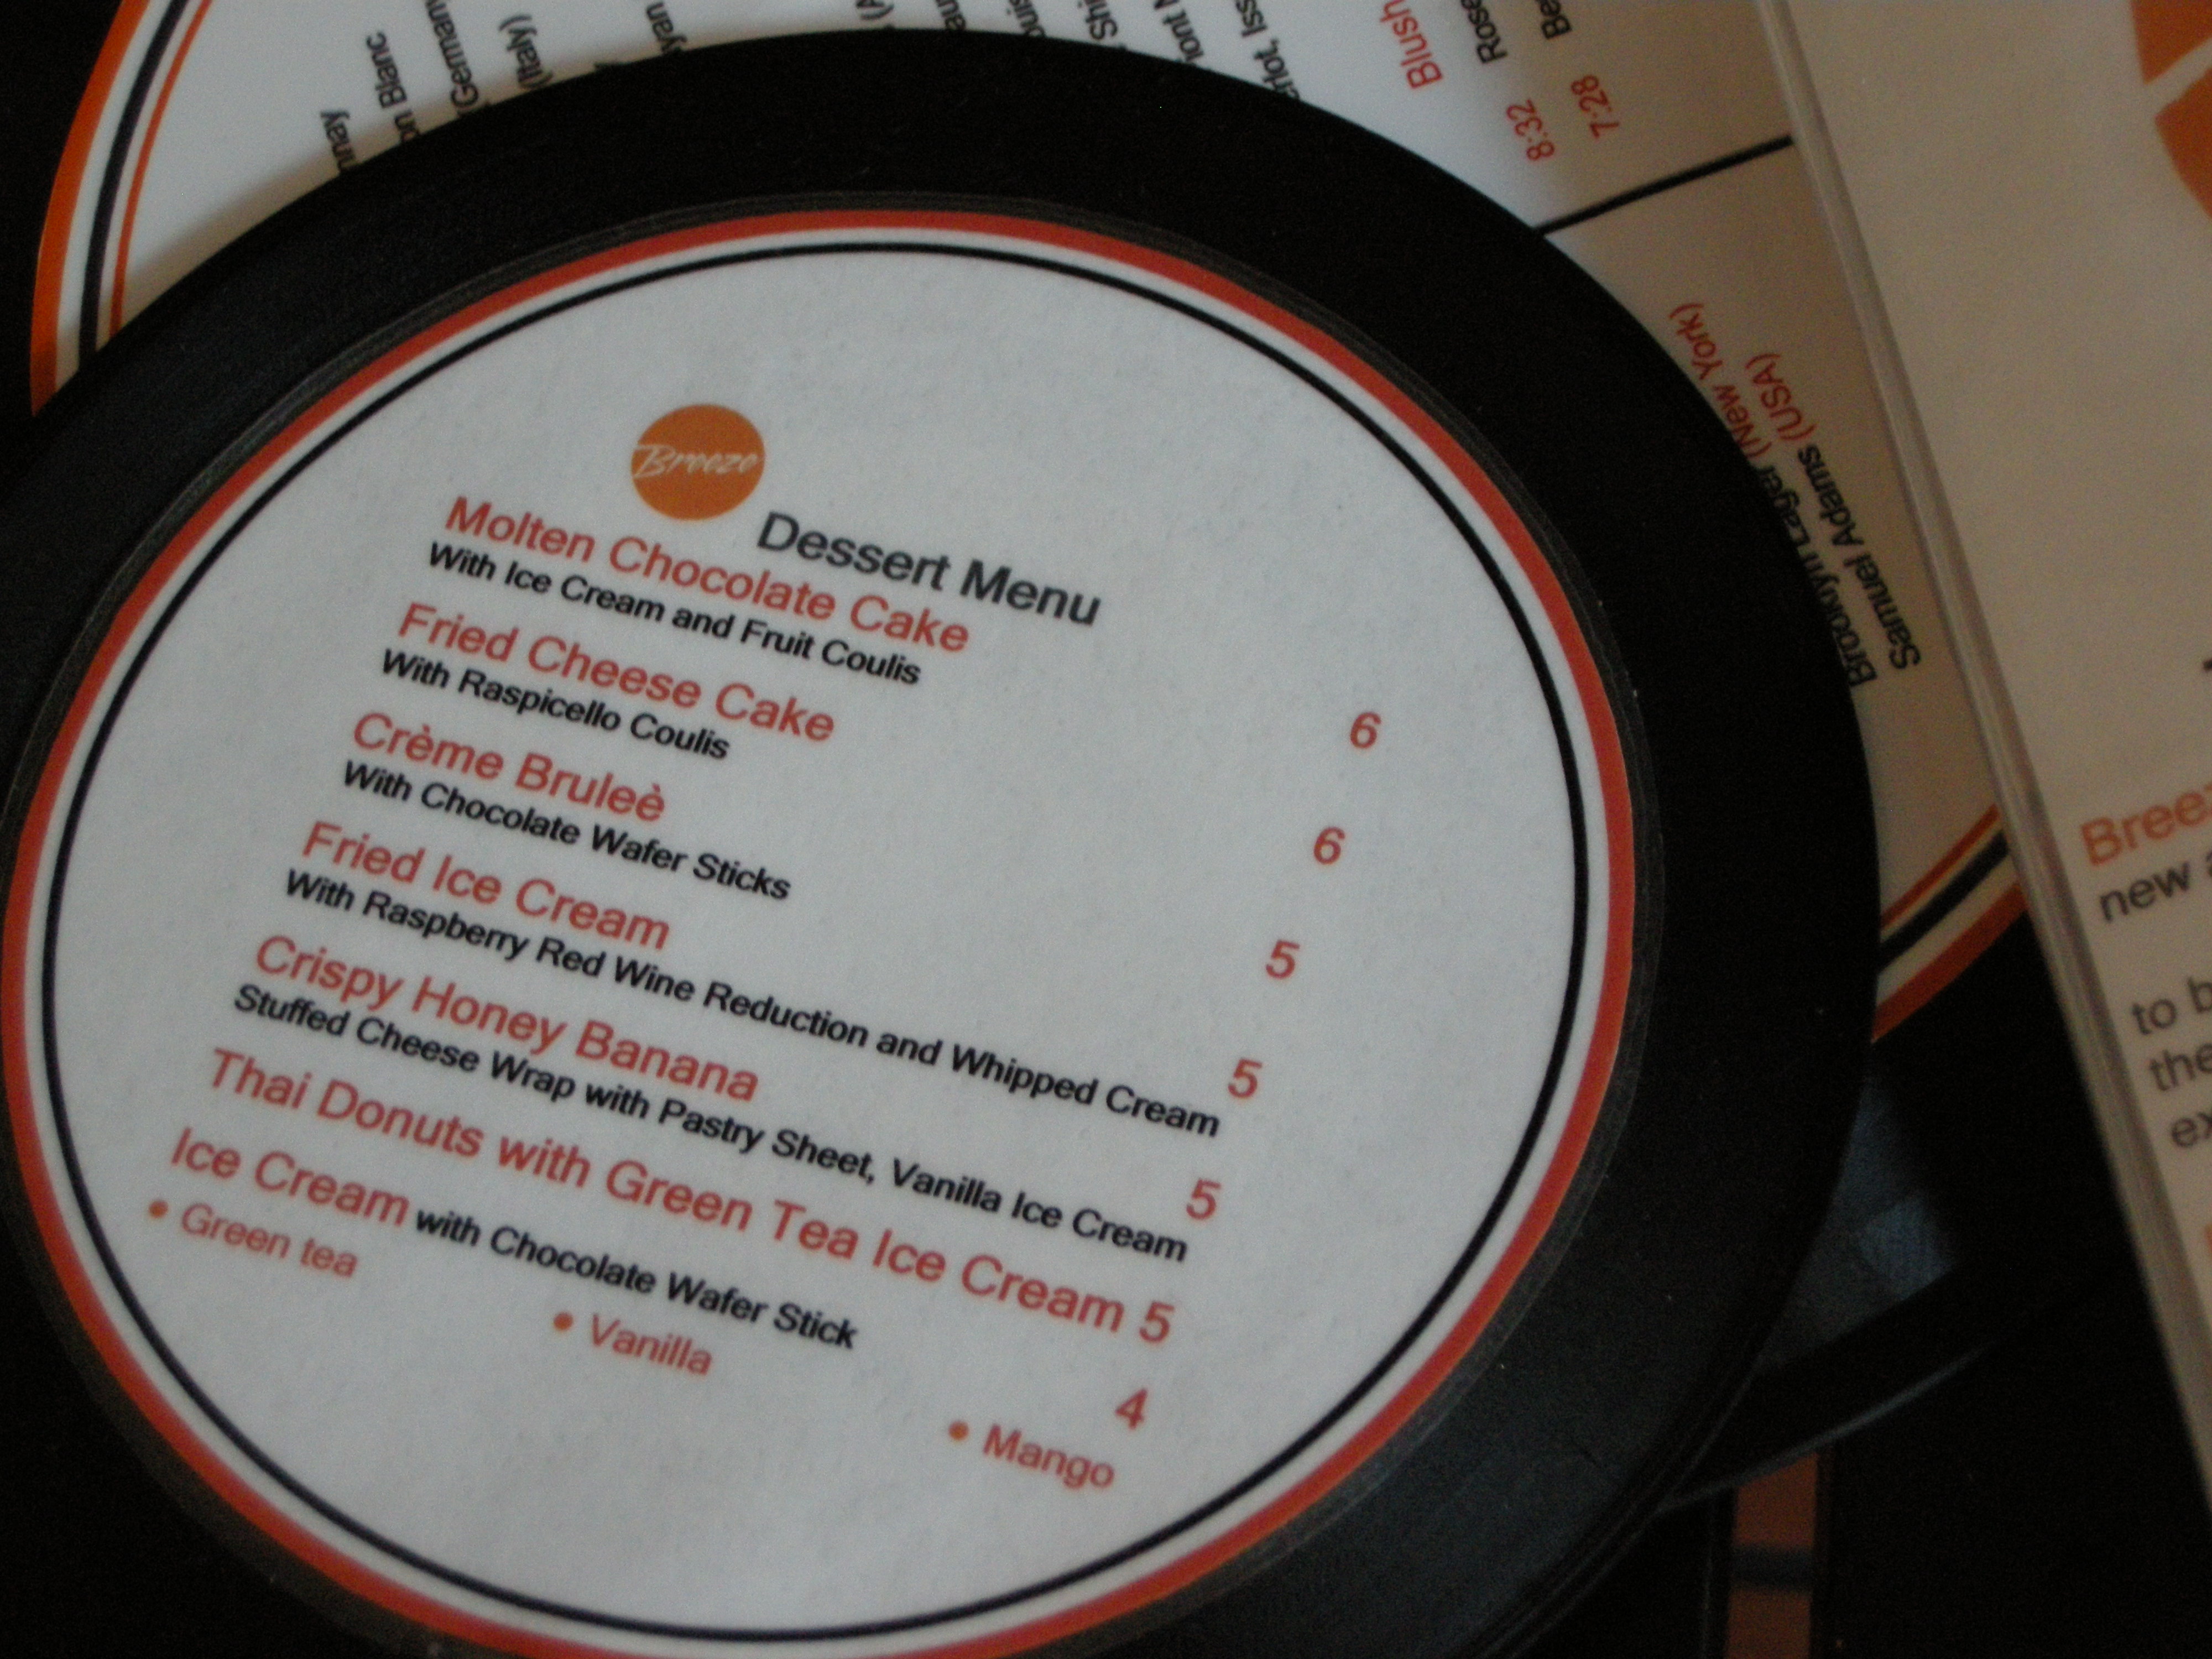 Breeze
Dessert Menu
Molten Chocolate Cake
With Ice Cream and Fruit Coulis 6
Fried Cheese Cake
With Raspicello Coulis 6
Crème Bruleè
With Chocolate Wafer Sticks 5
Fried Ice Cream
With Raspberry Red Wine Reduction and Whipped Cream 5
Crispy Honey Banana
Stuffed Cheese Wrap with Pastry Sheet, Vanilla Ice Cream 5
Thai Donuts with Green Tea Ice Cream 5
Ice Cream with Chocolate Wafer Stick 4
• Green tea • Vanilla • Mango
on Blanc
(Germany
(Italy)
Blush
8:32 Rose
7:28
Brooklyn Lager (New York)
Samuel Adams (USA)
new
to b
the
ex